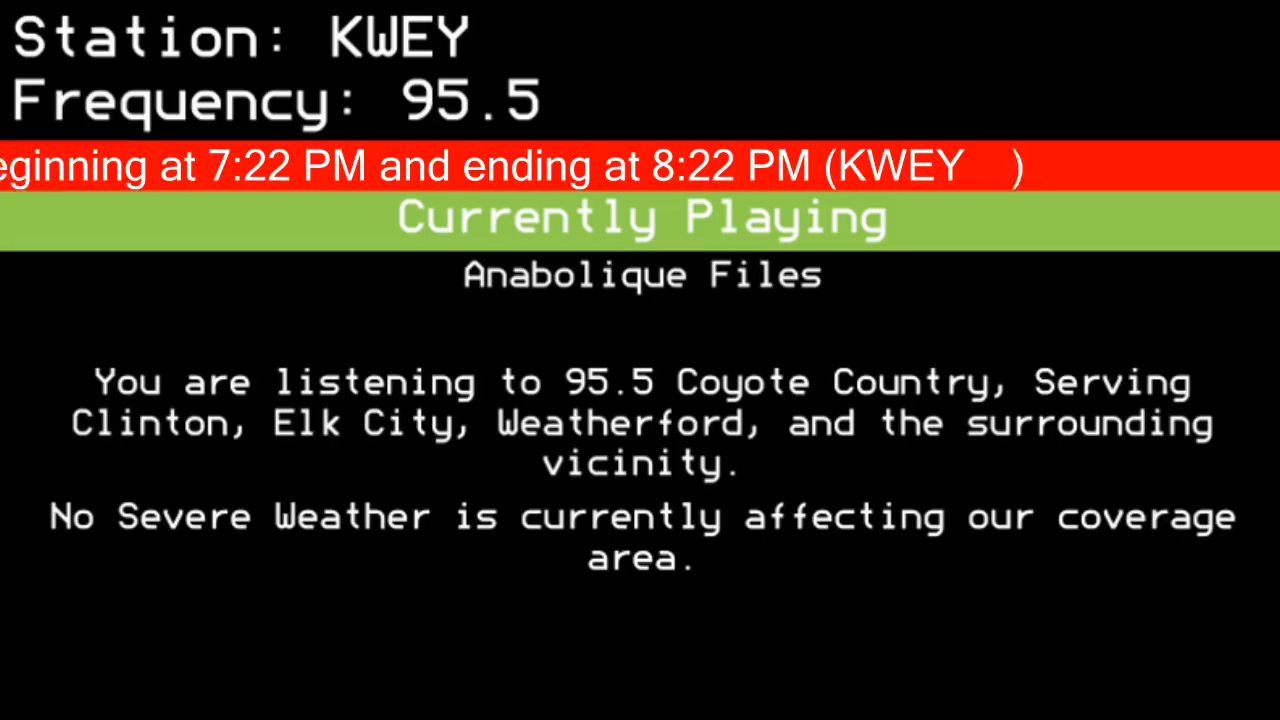 Station: KWEY
Frequency: 95.5
eginning at 7:22 PM and ending at 8:22 PM (KWEY    )
Currently Playing
Anabolique Files
You are listening to 95.5 Coyote Country, Serving
Clinton, Elk City, Weatherford, and the surrounding
vicinity.
No Severe Weather is currently affecting our coverage
area.